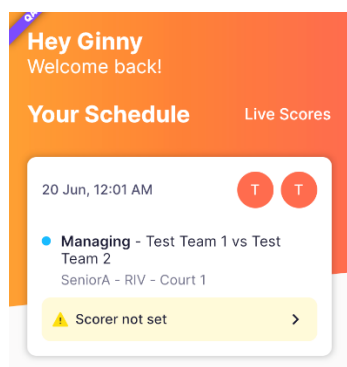 Hey Ginny
Welcome back!
Your Schedule
Live Scores
20 Jun, 12:01 AM
T
T
Managing - Test Team 1 vs Test
Team 2
SeniorA - RIV - Court 1
Scorer not set